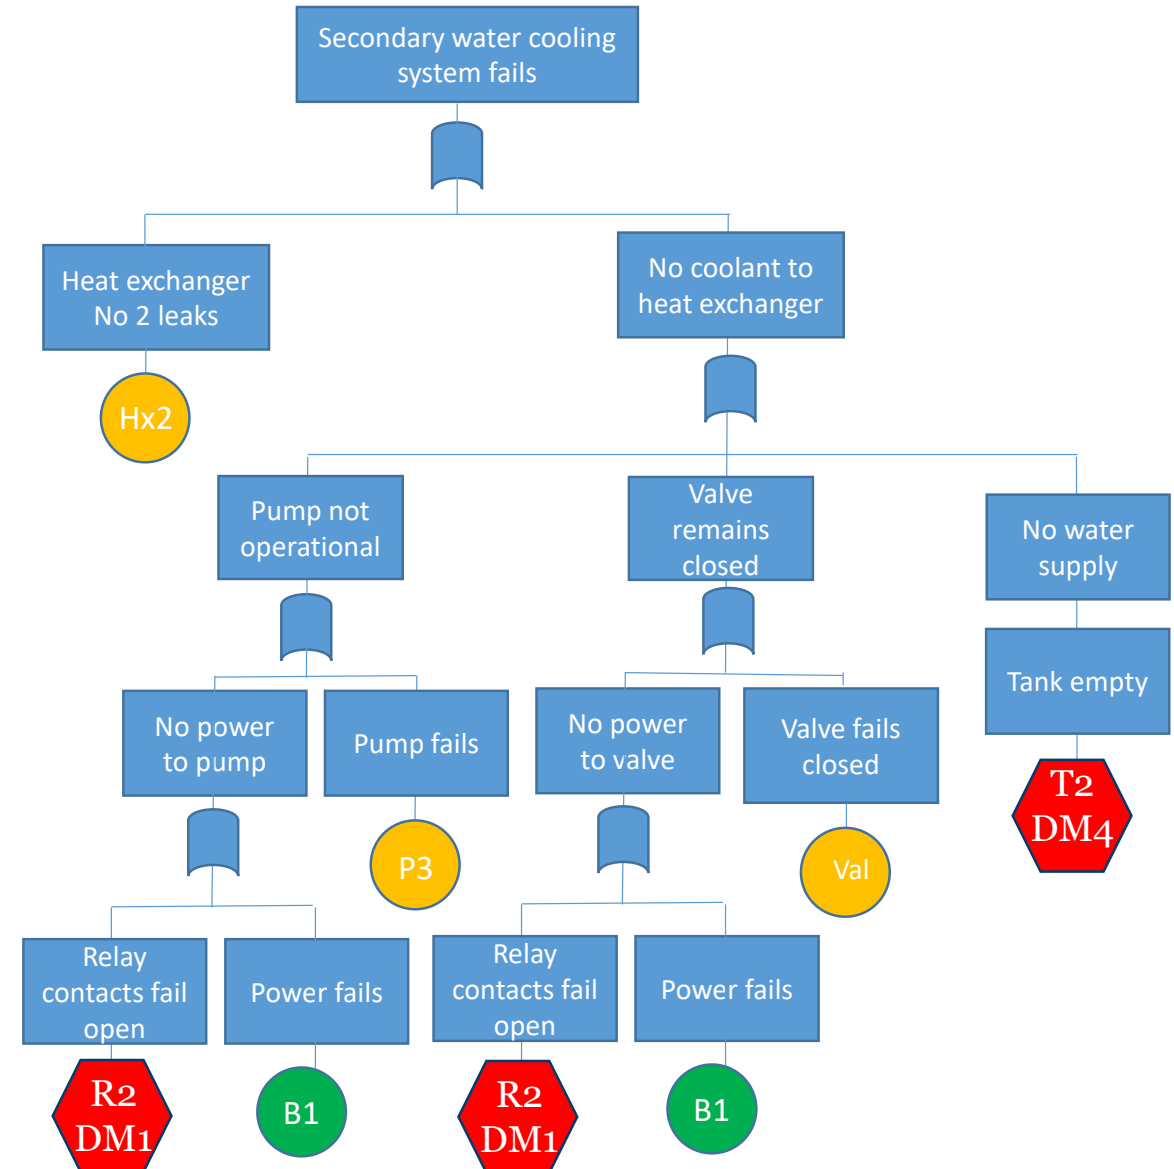 Secondary water cooling
system fails
Heat exchanger
No 2 leaks
No coolant to
heat exchanger
Hx2
Pump not
operational
Valve
remains
closed
No water
supply
No power
to pump
Pump fails
No power
to valve
Valve fails
closed
Tank empty
P3
Val
T2
DM4
Relay
contacts fail
open
Power fails
Relay
contacts fail
open
Power fails
R2
DM1
B1
R2
DM1
B1